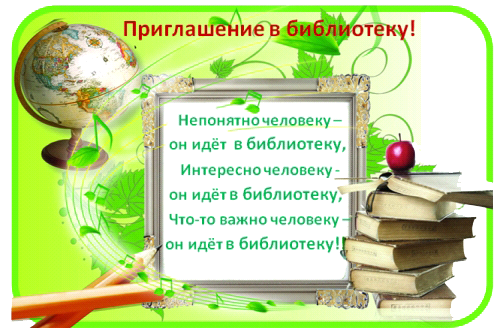 Приглашение в библиотеку!
Непонятно человеку –
он идёт в библиотеку,
Интересно человеку -
он идёт в библиотеку,
Что-то важно человеку –
он идёт в библиотеку!!